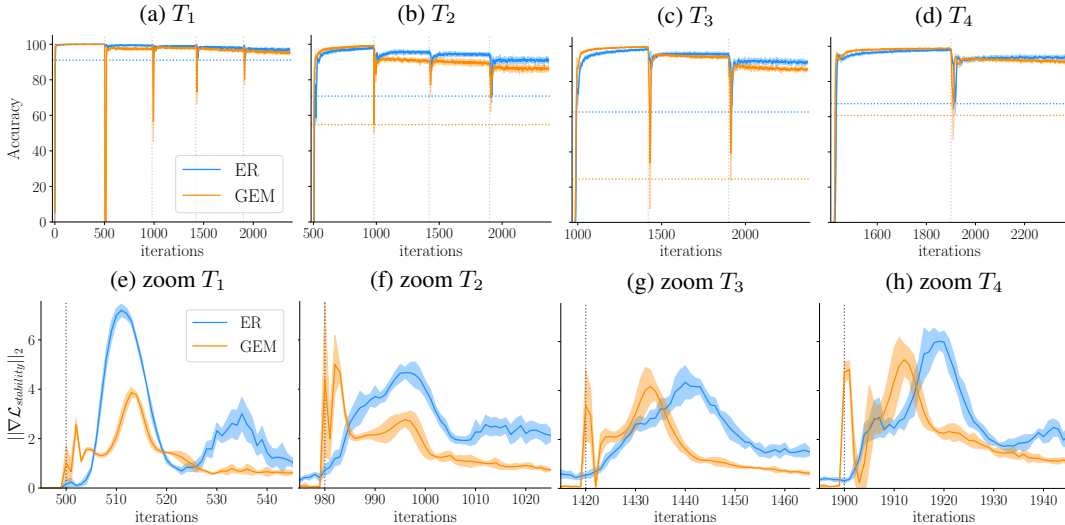 (a) T₁ (b) T₂ (c) T₃ (d) T₄
100
80
60
40
20
0
Accuracy
ER
GEM
0 500 1000 1500 2000
500 1000 1500 2000
1000 1500 2000
1600 1800 2000 2200
iterations iterations iterations iterations
(e) zoom T₁ (f) zoom T₂ (g) zoom T₃ (h) zoom T₄
6
4
2
0
||∇ℒ_{stability}||₂
ER
GEM
500 510 520 530 540
980 990 1000 1010 1020
1420 1430 1440 1450 1460
1900 1910 1920 1930 1940
iterations iterations iterations iterations